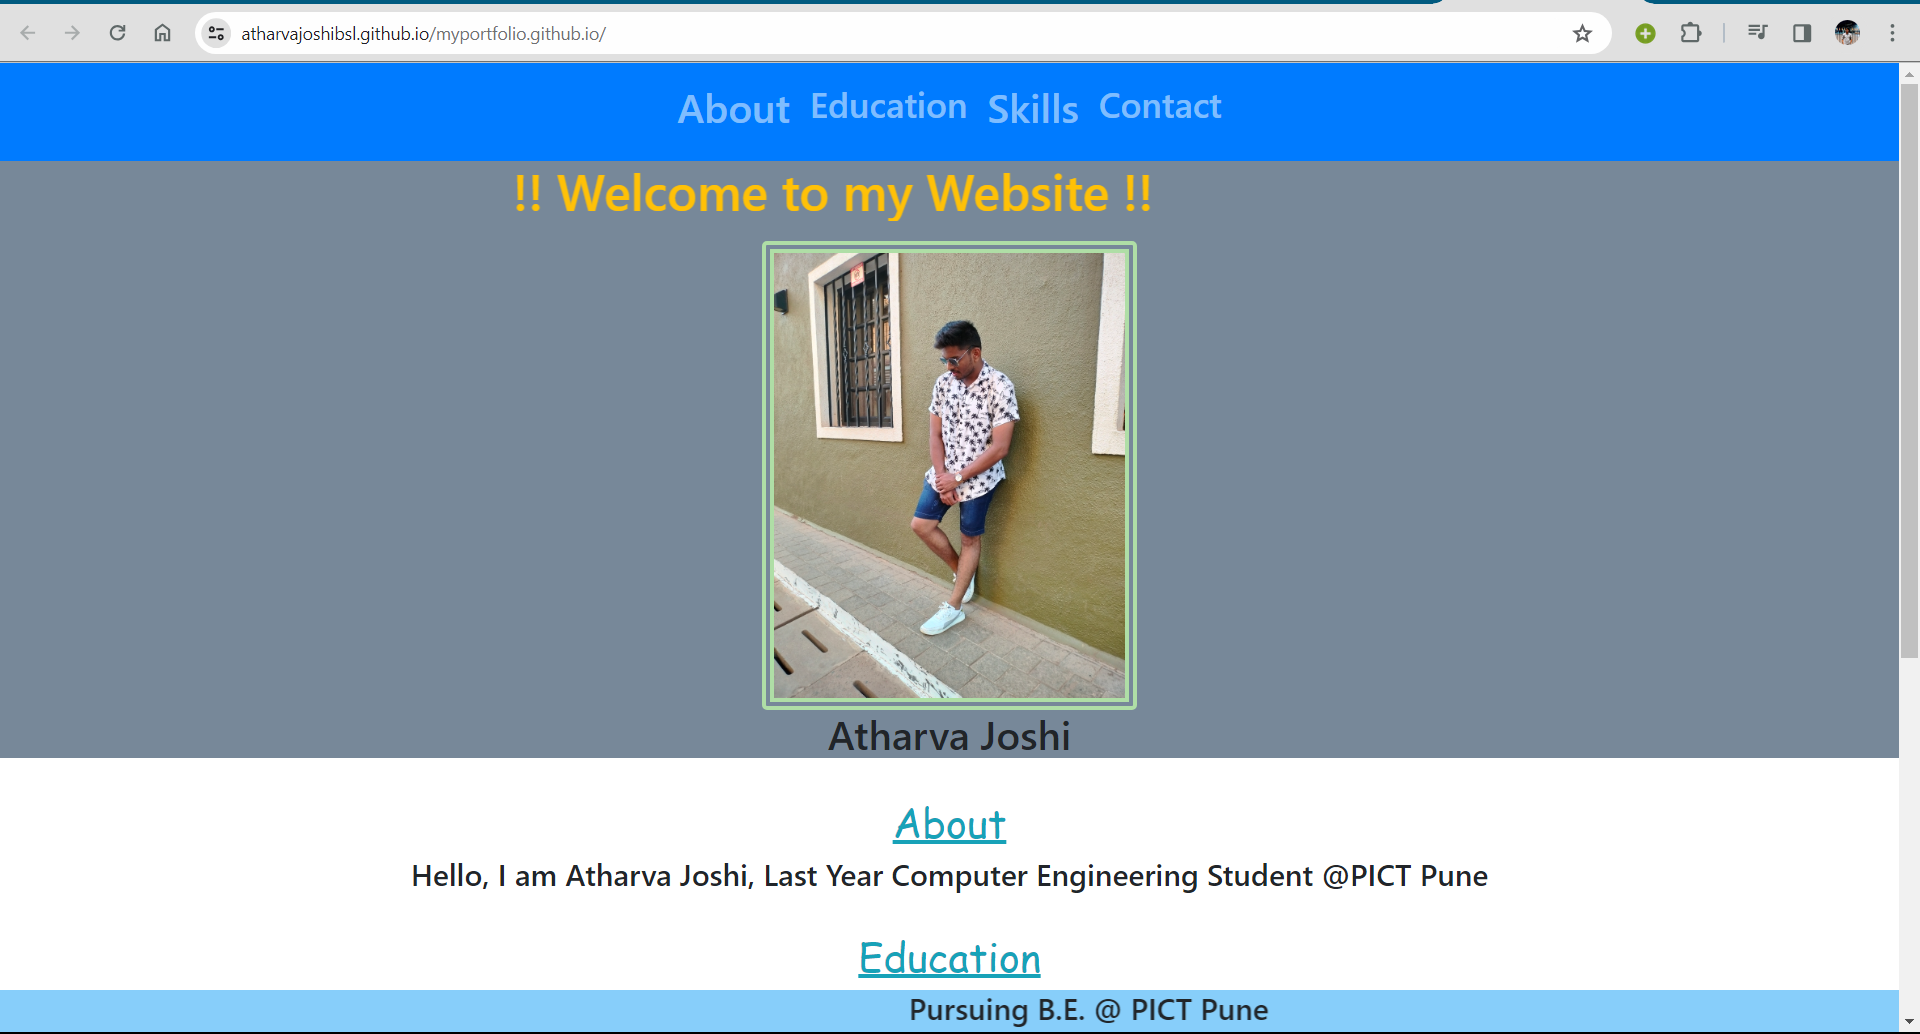 atharvajoshibsl.github.io/myportfolio.github.io/
About Education Skills Contact
!! Welcome to my Website !!
Atharva Joshi
About
Hello, I am Atharva Joshi, Last Year Computer Engineering Student @PICT Pune
Education
Pursuing B.E. @ PICT Pune